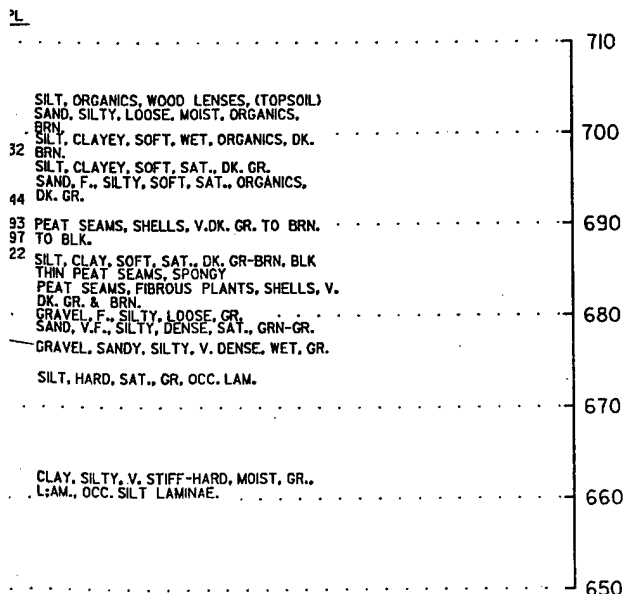 PL
710
SILT, ORGANICS, WOOD LENSES, (TOPSOIL)
SAND, SILTY, LOOSE, MOIST, ORGANICS,
BRN.
700
SILT, CLAYEY, SOFT, WET, ORGANICS, DK.
32 BRN.
SILT, CLAYEY, SOFT, SAT., DK. GR.
SAND, F., SILTY, SOFT, SAT., ORGANICS,
44 DK. GR.
93 PEAT SEAMS, SHELLS, V.DK. GR. TO BRN. 690
97 TO BLK.
22 SILT, CLAY, SOFT, SAT., DK. GR-BRN, BLK
THIN PEAT SEAMS, SPONGY
PEAT SEAMS, FIBROUS PLANTS, SHELLS, V.
DK. GR. & BRN.
GRAVEL, F., SILTY, LOOSE, GR. 680
SAND, V.F., SILTY, DENSE, SAT., GRN-GR.
GRAVEL, SANDY, SILTY, V. DENSE, WET, GR.
SILT, HARD, SAT., GR, OCC. LAM.
670
CLAY, SILTY, V. STIFF-HARD, MOIST, GR.,
L:AM., OCC. SILT LAMINAE. 660
650